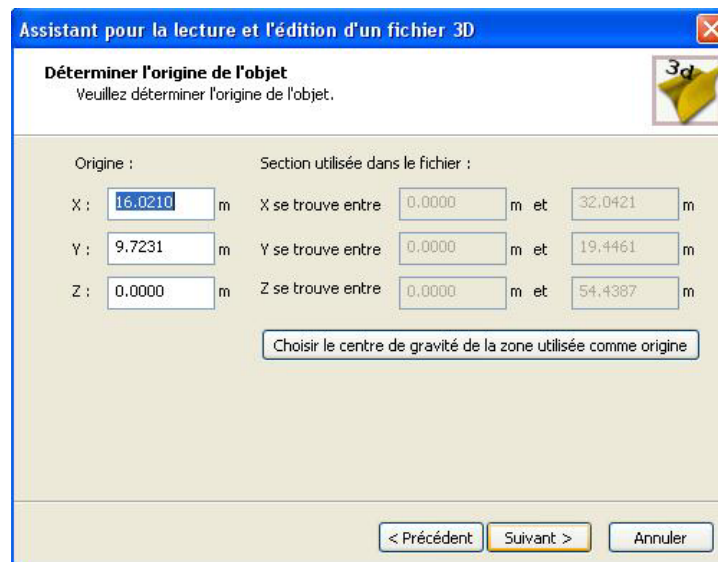 Assistant pour la lecture et l'édition d'un fichier 3D
Déterminer l'origine de l'objet
Veuillez déterminer l'origine de l'objet.
3d
Origine : Section utilisée dans le fichier :
X : 16.0210 m X se trouve entre 0.0000 m et 32.0421 m
Y : 9.7231 m Y se trouve entre 0.0000 m et 19.4461 m
Z : 0.0000 m Z se trouve entre 0.0000 m et 54.4387 m
Choisir le centre de gravité de la zone utilisée comme origine
< Précédent Suivant > Annuler